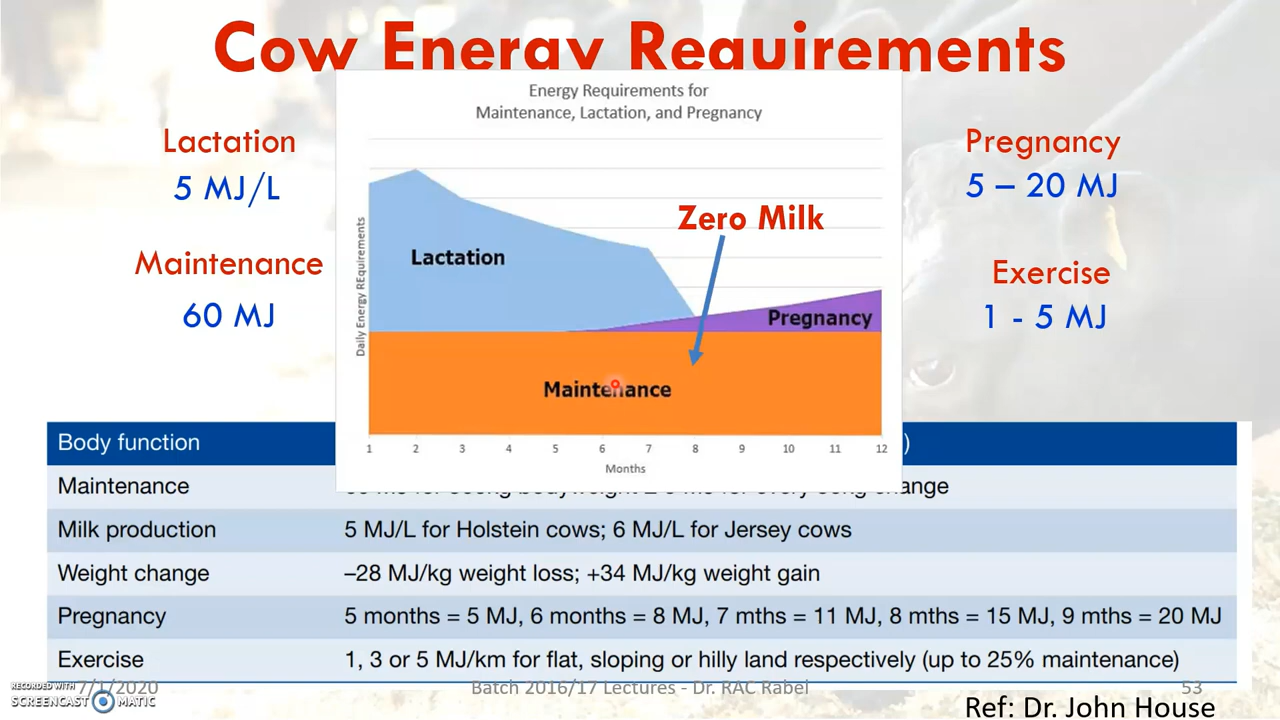 Cow Energy Requirements
Energy Requirements for
Maintenance, Lactation, and Pregnancy
Lactation
5 MJ/L
Maintenance
60 MJ
Daily Energy REquirements
Lactation
Zero Milk
Pregnancy
Maintenance
1 2 3 4 5 6 7 8 9 10 11 12
Months
Pregnancy
5 – 20 MJ
Exercise
1 - 5 MJ
Body function )
Maintenance change
Milk production 5 MJ/L for Holstein cows; 6 MJ/L for Jersey cows
Weight change –28 MJ/kg weight loss; +34 MJ/kg weight gain
Pregnancy 5 months = 5 MJ, 6 months = 8 MJ, 7 mths = 11 MJ, 8 mths = 15 MJ, 9 mths = 20 MJ
Exercise 1, 3 or 5 MJ/km for flat, sloping or hilly land respectively (up to 25% maintenance)
RECORDED WITH
SCREENCAST MATIC
7/1/2020 Batch 2016/17 Lectures - Dr. RAC Rabel 53
Ref: Dr. John House